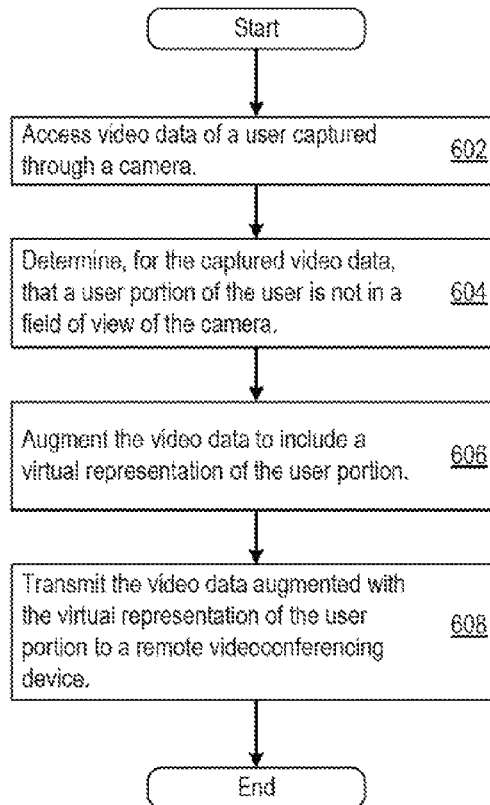 Start
Access video data of a user captured
through a camera.
602
Determine, for the captured video data,
that a user portion of the user is not in a
field of view of the camera.
604
Augment the video data to include a
virtual representation of the user portion.
606
Transmit the video data augmented with
the virtual representation of the user
portion to a remote videoconferencing
device.
608
End